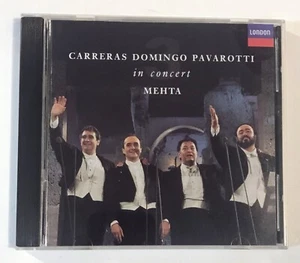 LONDON
CARRERAS DOMINGO PAVAROTTI
in concert
MEHTA